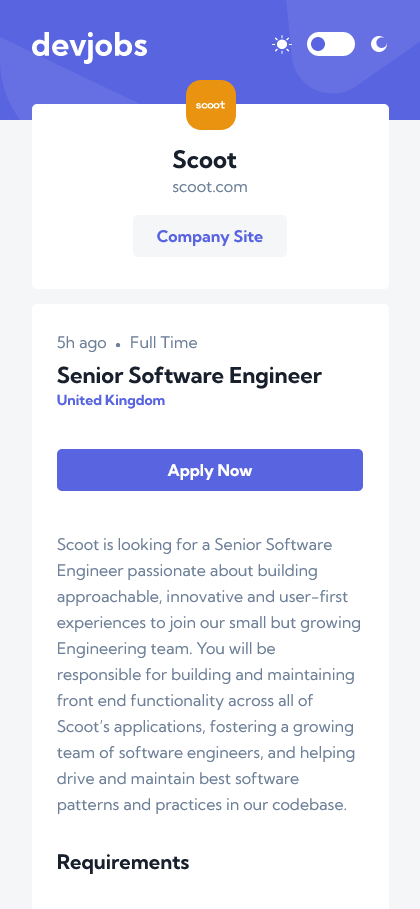 devjobs
scoot
Scoot
scoot.com
Company Site
5h ago • Full Time
Senior Software Engineer
United Kingdom
Apply Now
Scoot is looking for a Senior Software
Engineer passionate about building
approachable, innovative and user-first
experiences to join our small but growing
Engineering team. You will be
responsible for building and maintaining
front end functionality across all of
Scoot’s applications, fostering a growing
team of software engineers, and helping
drive and maintain best software
patterns and practices in our codebase.
Requirements